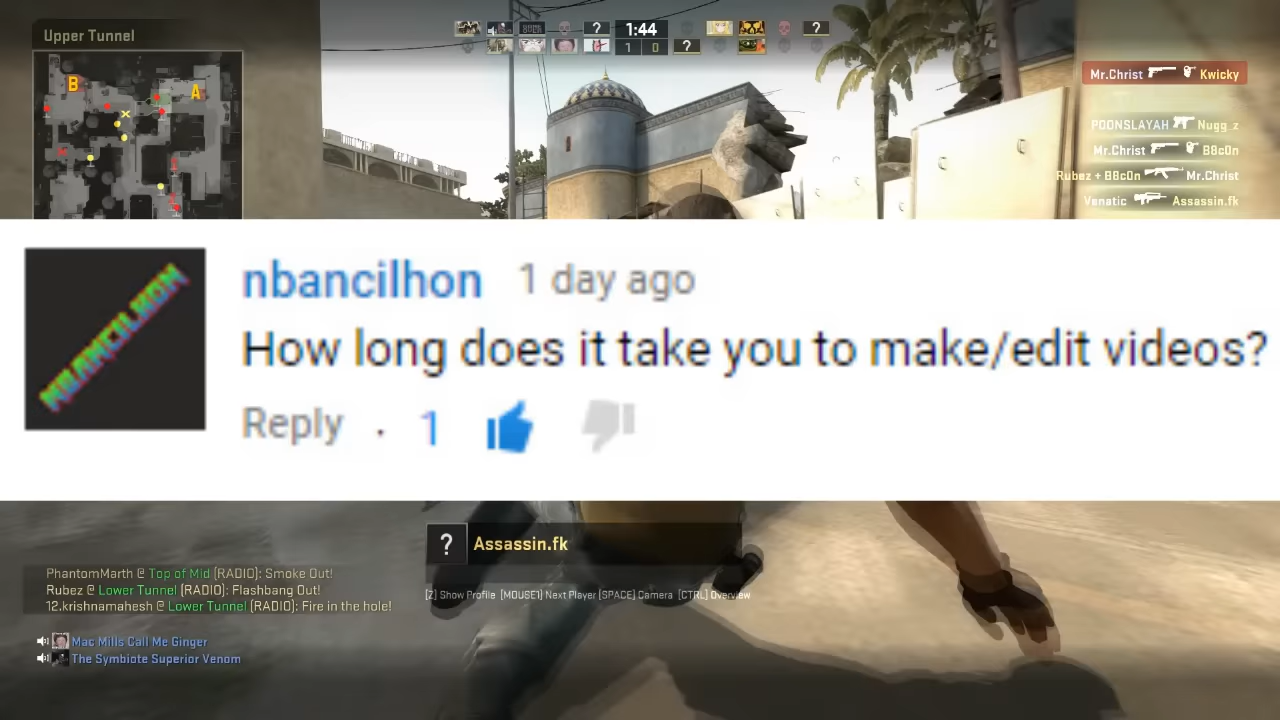 Upper Tunnel
B
A
?
1:44
?
1 0
?
Mr.Christ Kwicky
POONSLAYAH Nugg_z
Mr.Christ B8c0n
Rubez + B8c0n Mr.Christ
Venatic Assassin.fk
NBANCILHON
nbancilhon 1 day ago
How long does it take you to make/edit videos?
Reply . 1
? Assassin.fk
[Z] Show Profile [MOUSE1] Next Player [SPACE] Camera [CTRL] Overview
PhantomMarth @ Top of Mid (RADIO): Smoke Out!
Rubez @ Lower Tunnel (RADIO): Flashbang Out!
12.krishnamahesh @ Lower Tunnel (RADIO): Fire in the hole!
Mac Mills Call Me Ginger
The Symbiote Superior Venom